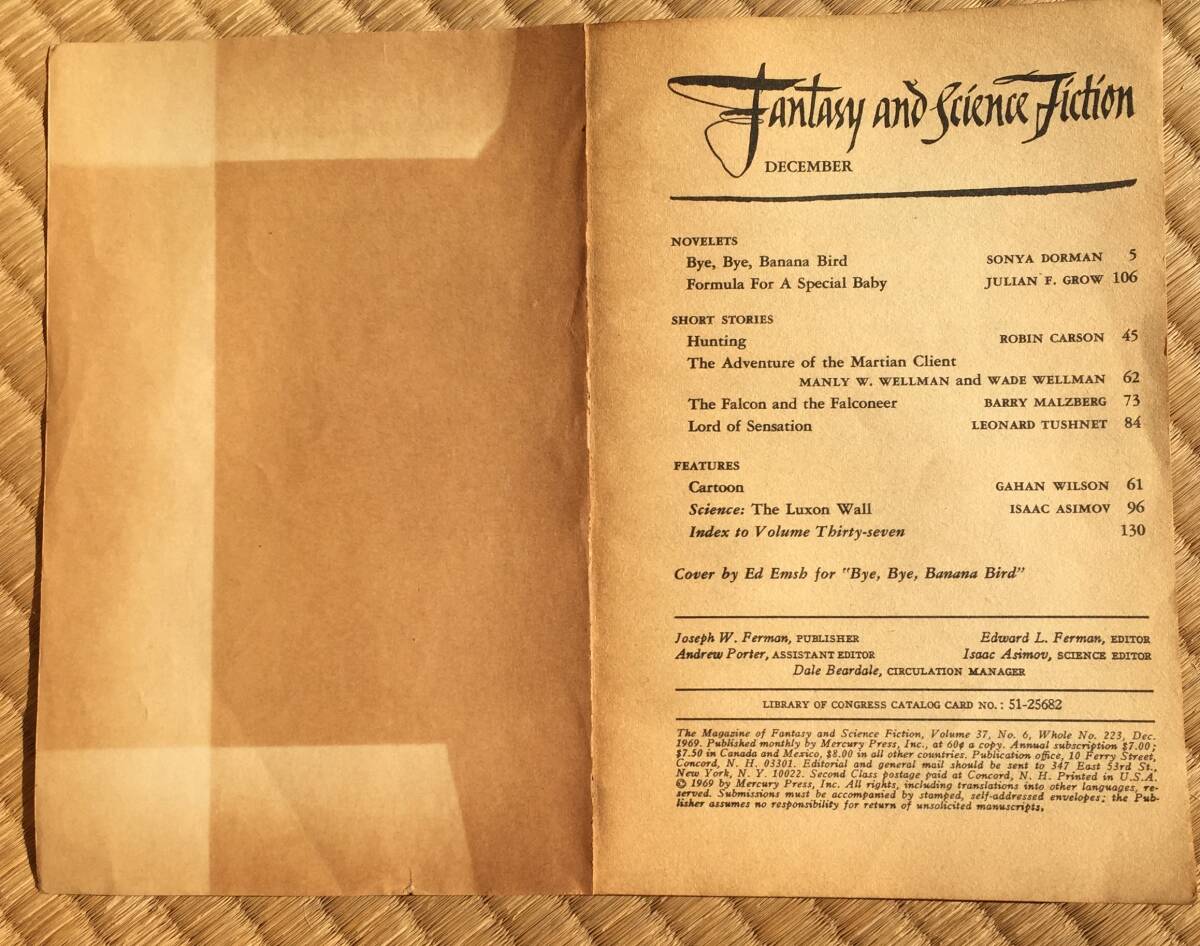 Fantasy and Science Fiction
DECEMBER
NOVELETS
Bye, Bye, Banana Bird SONYA DORMAN 5
Formula For A Special Baby JULIAN F. GROW 106
SHORT STORIES
Hunting ROBIN CARSON 45
The Adventure of the Martian Client
MANLY W. WELLMAN and WADE WELLMAN 62
The Falcon and the Falconeer BARRY MALZBERG 73
Lord of Sensation LEONARD TUSHNET 84
FEATURES
Cartoon GAHAN WILSON 61
Science: The Luxon Wall ISAAC ASIMOV 96
Index to Volume Thirty-seven 130
Cover by Ed Emsh for "Bye, Bye, Banana Bird"
Joseph W. Ferman, PUBLISHER Edward L. Ferman, EDITOR
Andrew Porter, ASSISTANT EDITOR Isaac Asimov, SCIENCE EDITOR
Dale Beardale, CIRCULATION MANAGER
LIBRARY OF CONGRESS CATALOG CARD NO.: 51-25682
The Magazine of Fantasy and Science Fiction, Volume 37, No. 6, Whole No. 223, Dec.
1969. Published monthly by Mercury Press, Inc., at 60¢ a copy. Annual subscription $7.00;
$7.50 in Canada and Mexico, $8.00 in all other countries. Publication office, 10 Ferry Street,
Concord, N. H. 03301. Editorial and general mail should be sent to 347 East 53rd St.,
New York, N. Y. 10022. Second Class postage paid at Concord, N. H. Printed in U.S.A.
© 1969 by Mercury Press, Inc. All rights, including translations into other languages, re-
served. Submissions must be accompanied by stamped, self-addressed envelopes; the Pub-
lisher assumes no responsibility for return of unsolicited manuscripts.